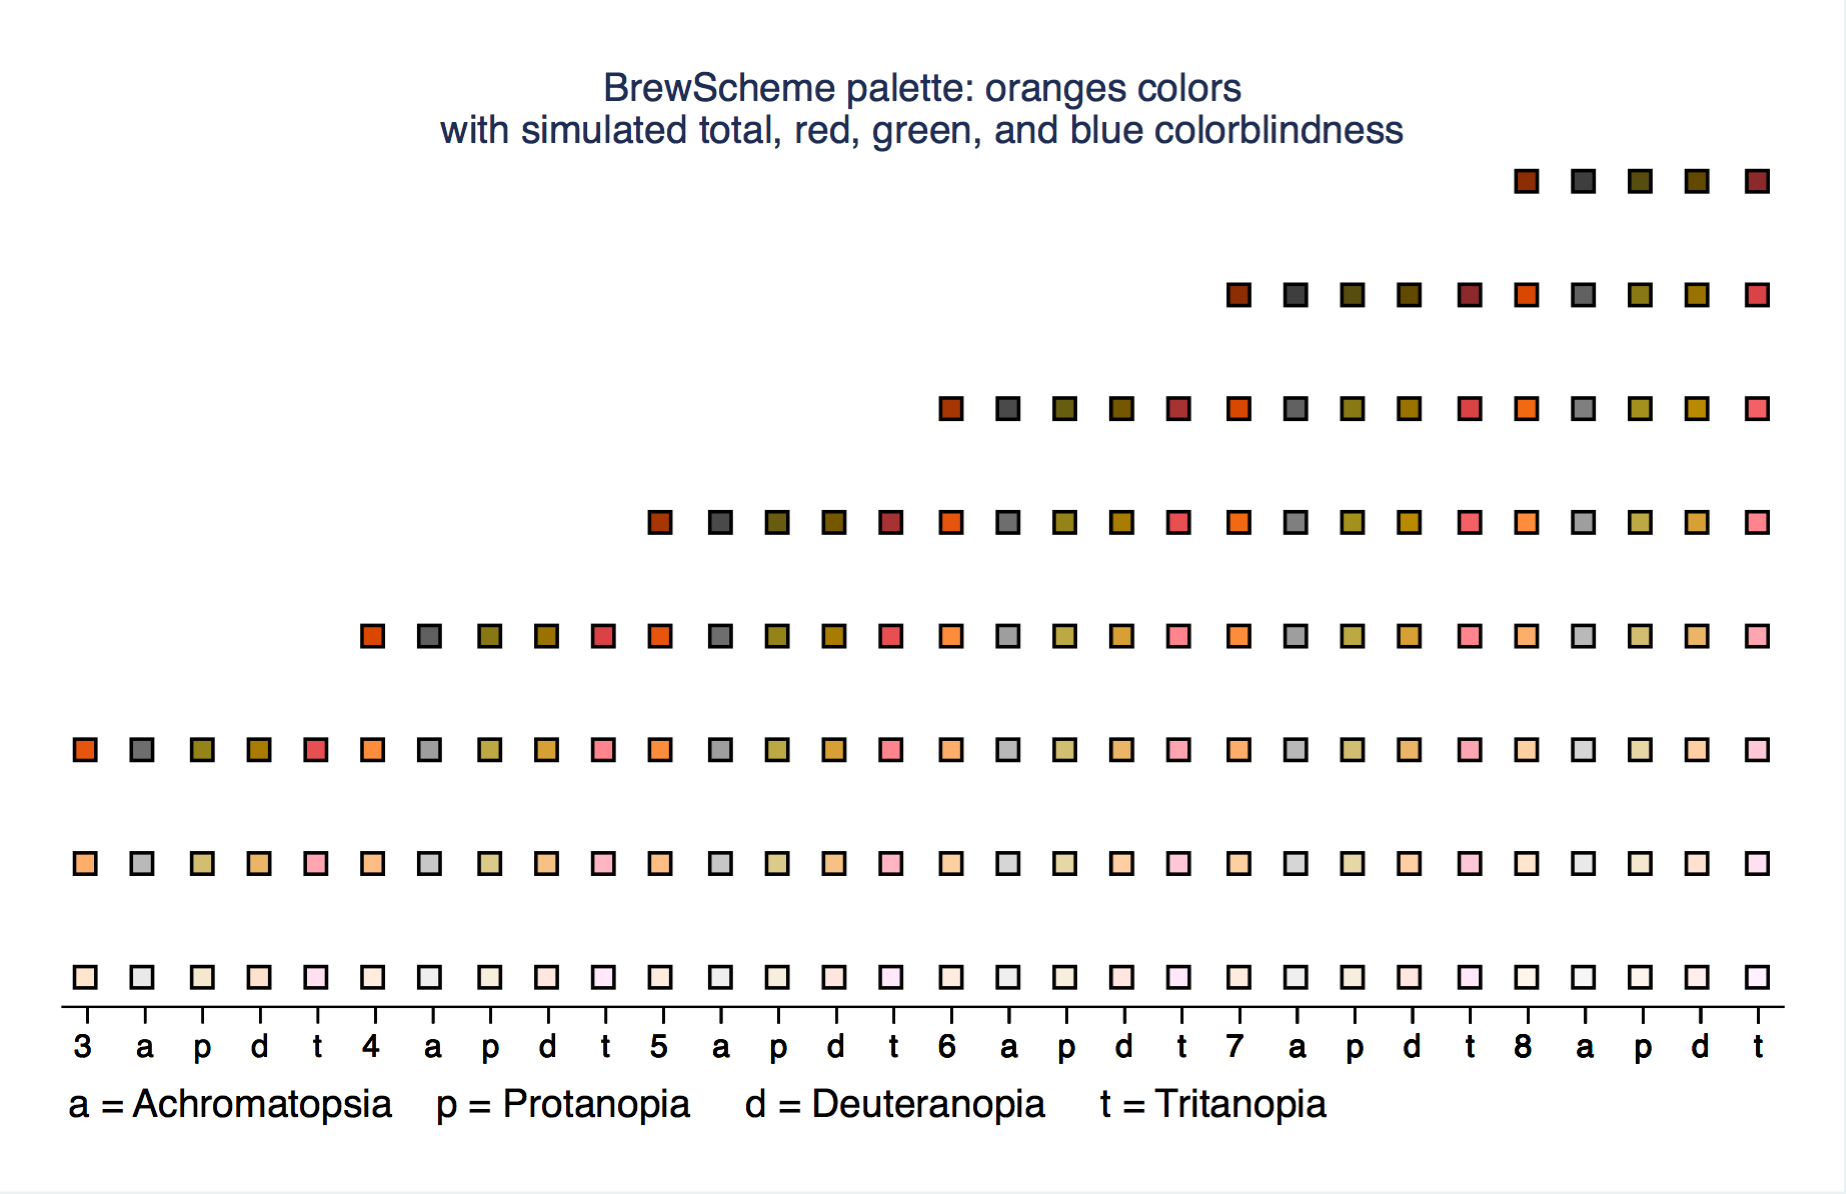 BrewScheme palette: oranges colors
with simulated total, red, green, and blue colorblindness
3 a p d t 4 a p d t 5 a p d t 6 a p d t 7 a p d t 8 a p d t
a = Achromatopsia p = Protanopia d = Deuteranopia t = Tritanopia